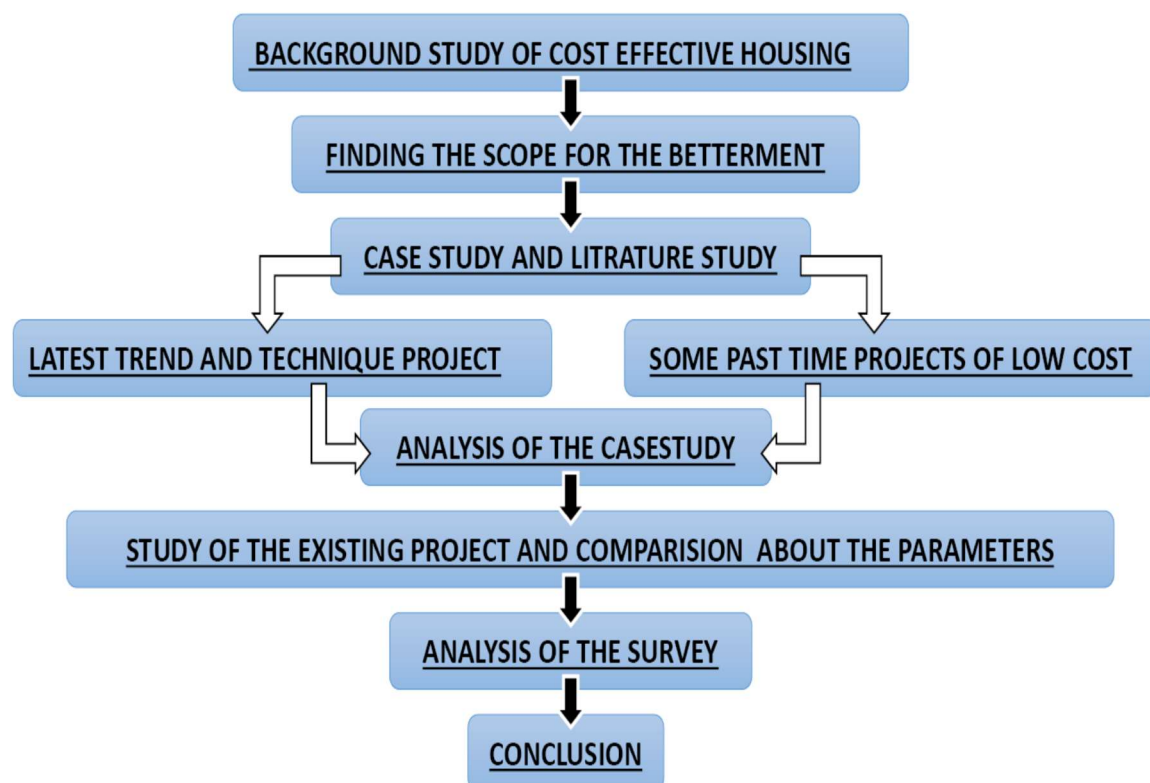 BACKGROUND STUDY OF COST EFFECTIVE HOUSING
FINDING THE SCOPE FOR THE BETTERMENT
CASE STUDY AND LITRATURE STUDY
LATEST TREND AND TECHNIQUE PROJECT
SOME PAST TIME PROJECTS OF LOW COST
ANALYSIS OF THE CASESTUDY
STUDY OF THE EXISTING PROJECT AND COMPARISION ABOUT THE PARAMETERS
ANALYSIS OF THE SURVEY
CONCLUSION